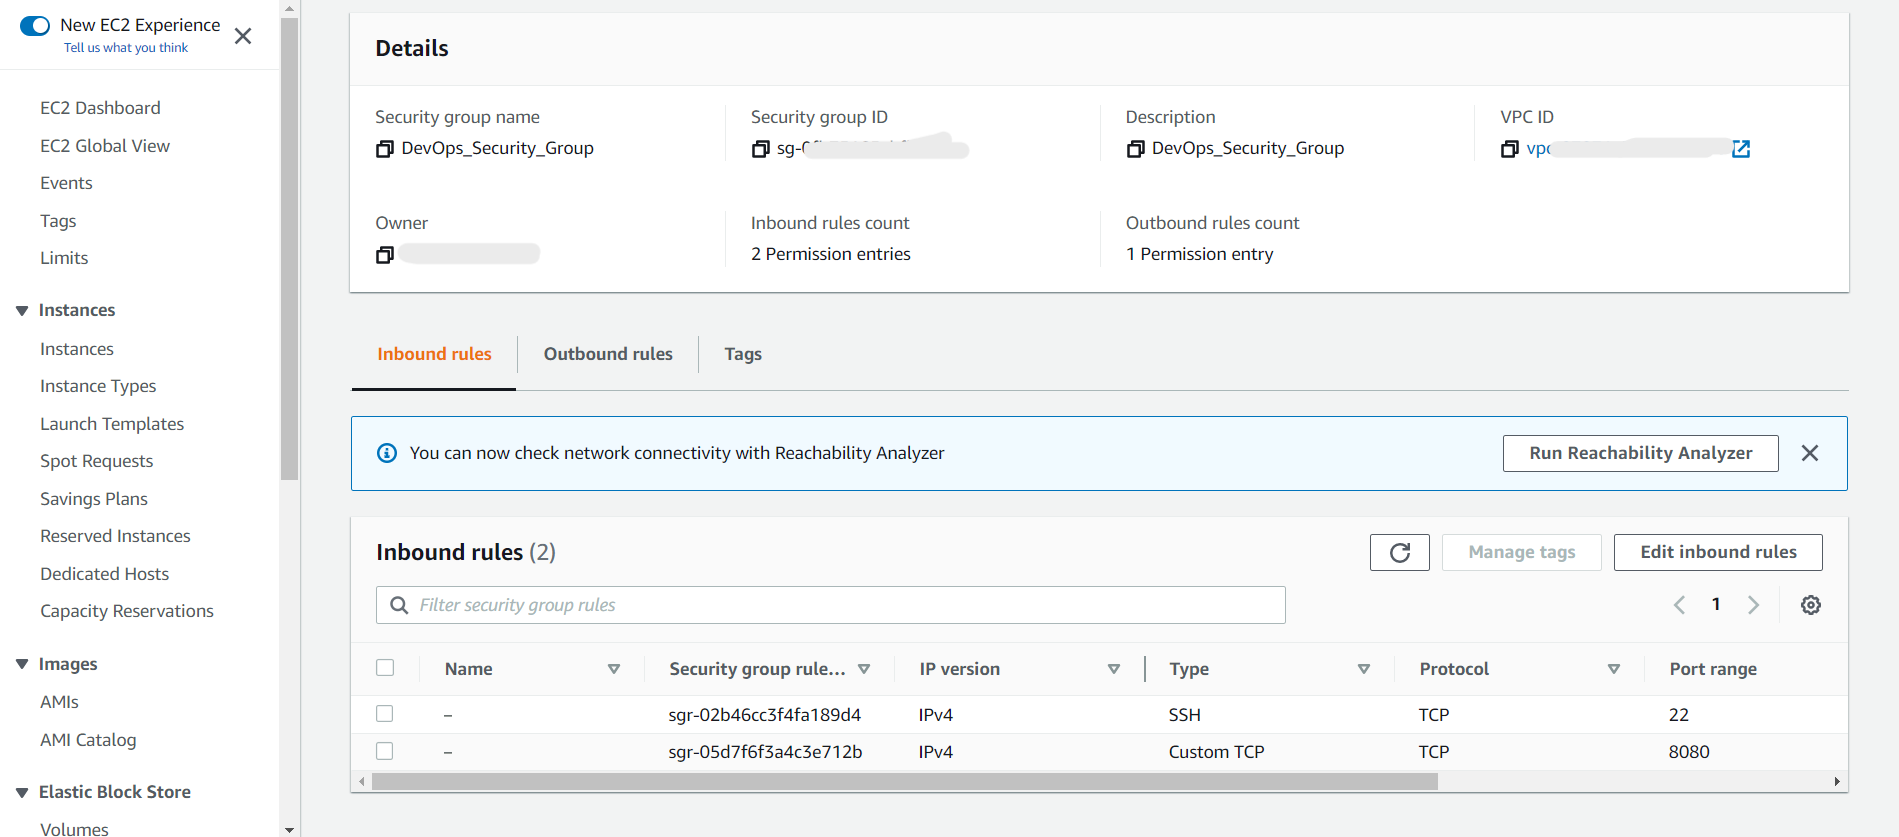 New EC2 Experience
Tell us what you think
EC2 Dashboard
EC2 Global View
Events
Tags
Limits
Instances
Instances
Instance Types
Launch Templates
Spot Requests
Savings Plans
Reserved Instances
Dedicated Hosts
Capacity Reservations
Images
AMIs
AMI Catalog
Elastic Block Store
Volumes
Details
Security group name
DevOps_Security_Group
Security group ID
sg-0
Description
DevOps_Security_Group
VPC ID
vpc
Owner
Inbound rules count
2 Permission entries
Outbound rules count
1 Permission entry
Inbound rules
Outbound rules
Tags
You can now check network connectivity with Reachability Analyzer
Run Reachability Analyzer
Inbound rules (2)
Manage tags
Edit inbound rules
Filter security group rules
1
Name Security group rule... IP version Type Protocol Port range
– sgr-02b46cc3f4fa189d4 IPv4 SSH TCP 22
– sgr-05d7f6f3a4c3e712b IPv4 Custom TCP TCP 8080